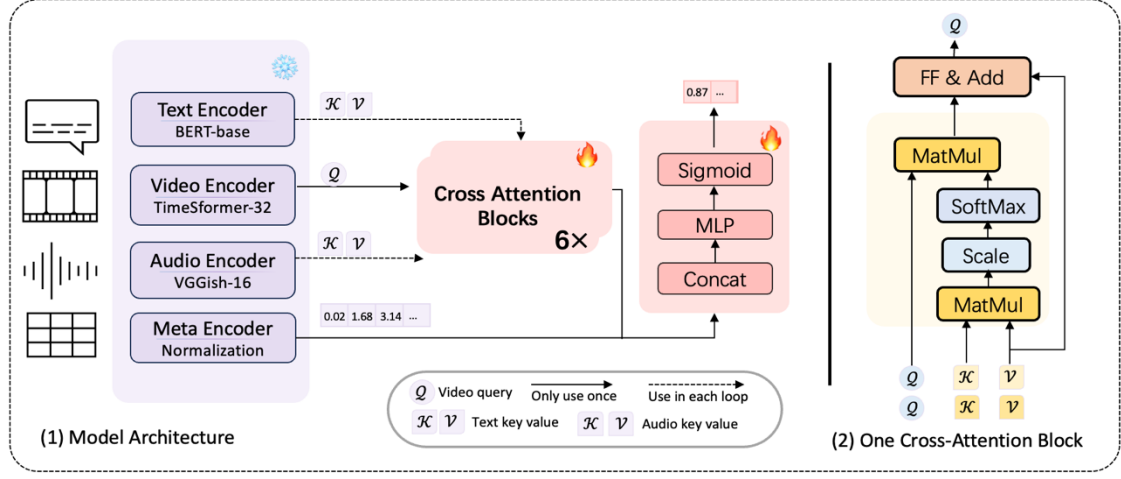 Text Encoder
BERT-base
Video Encoder
TimeSformer-32
Audio Encoder
VGGish-16
Meta Encoder
Normalization
K V
Q
K V
0.02 1.68 3.14 ...
Cross Attention
Blocks
6×
0.87 ...
Sigmoid
MLP
Concat
Q Video query
Only use once
Use in each loop
K V Text key value
K V Audio key value
(1) Model Architecture
Q
FF & Add
MatMul
SoftMax
Scale
MatMul
Q K V
Q K V
(2) One Cross-Attention Block